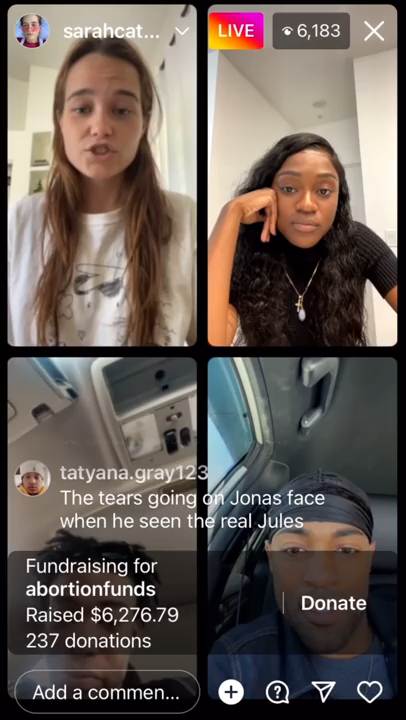 sarahcat...
LIVE
6,183
tatyana.gray123
The tears going on Jonas face
when he seen the real Jules
Fundraising for
abortionfunds
Raised $6,276.79
237 donations
Donate
Add a commen...